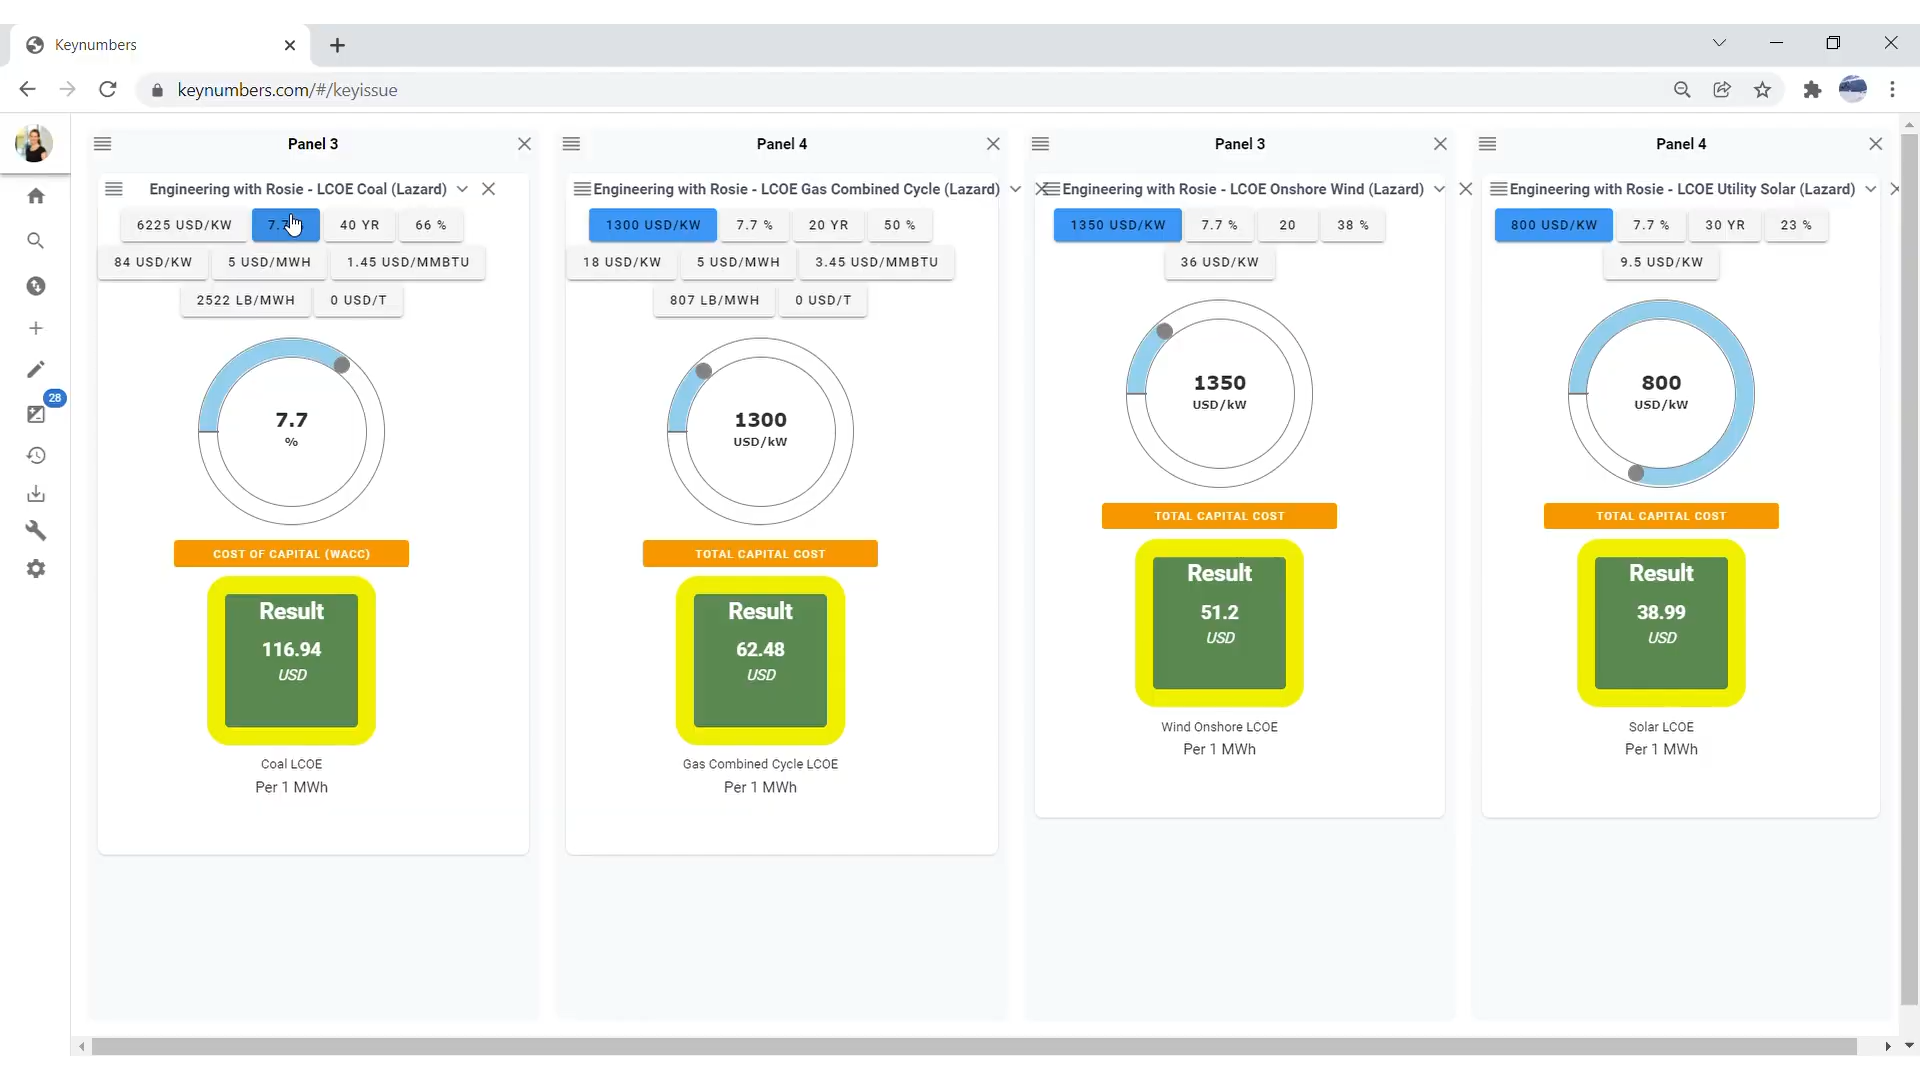 Keynumbers
keynumbers.com/#/keyissue
28
Panel 3
Engineering with Rosie - LCOE Coal (Lazard)
6225 USD/KW 40 YR 66 %
84 USD/KW 5 USD/MWH 1.45 USD/MMBTU
2522 LB/MWH 0 USD/T
7.7
%
COST OF CAPITAL (WACC)
Result
116.94
USD
Coal LCOE
Per 1 MWh
Panel 4
Engineering with Rosie - LCOE Gas Combined Cycle (Lazard)
1300 USD/KW 7.7 % 20 YR 50 %
18 USD/KW 5 USD/MWH 3.45 USD/MMBTU
807 LB/MWH 0 USD/T
1300
USD/kW
TOTAL CAPITAL COST
Result
62.48
USD
Gas Combined Cycle LCOE
Per 1 MWh
Panel 3
Engineering with Rosie - LCOE Onshore Wind (Lazard)
1350 USD/KW 7.7 % 20 38 %
36 USD/KW
1350
USD/kW
TOTAL CAPITAL COST
Result
51.2
USD
Wind Onshore LCOE
Per 1 MWh
Panel 4
Engineering with Rosie - LCOE Utility Solar (Lazard)
800 USD/KW 7.7 % 30 YR 23 %
9.5 USD/KW
800
USD/kW
TOTAL CAPITAL COST
Result
38.99
USD
Solar LCOE
Per 1 MWh